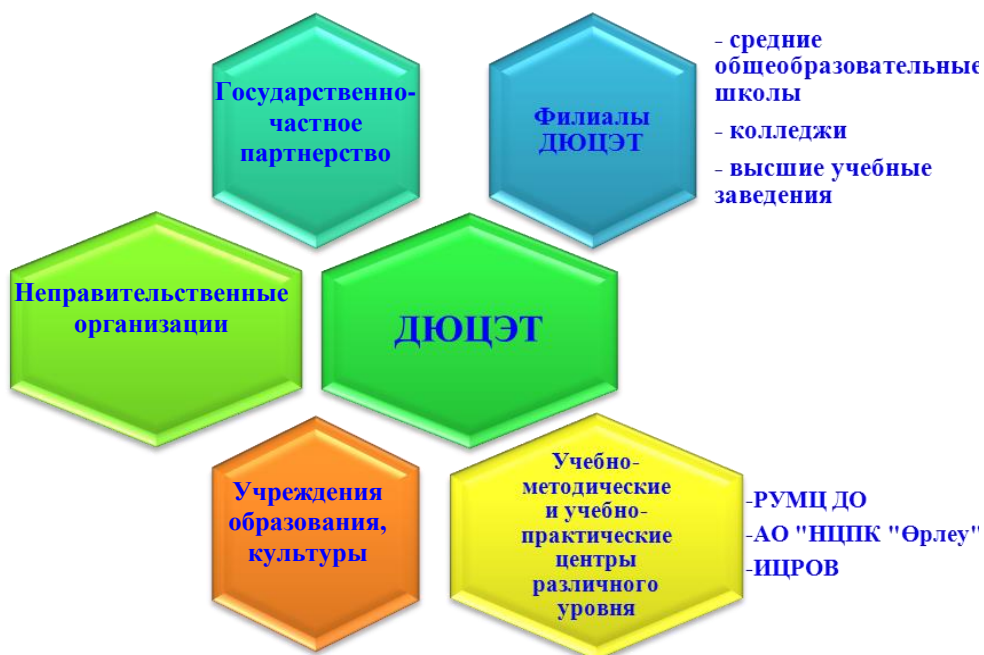 Государственно-
частное
партнерство
Филиалы
ДЮЦЭТ
- средние
общеобразовательные
школы
- колледжи
- высшие учебные
заведения
Неправительственные
организации
ДЮЦЭТ
Учреждения
образования,
культуры
Учебно-
методические
и учебно-
практические
центры
различного
уровня
-РУМЦ ДО
-АО "НЦПК "Өрлеу"
-ИЦРОВ